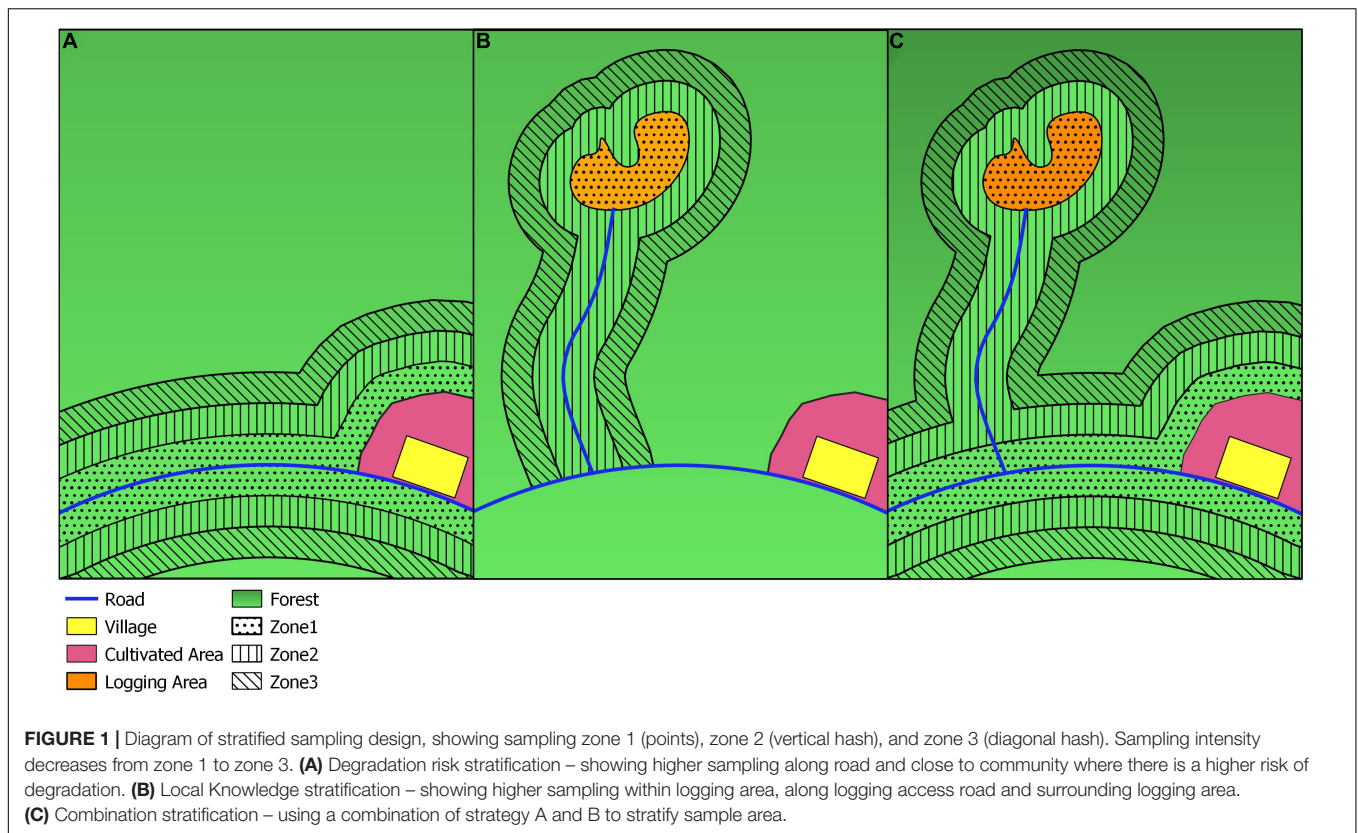 A
B
C
Road
Forest
Village
Zone1
Cultivated Area
Zone2
Logging Area
Zone3
FIGURE 1 | Diagram of stratified sampling design, showing sampling zone 1 (points), zone 2 (vertical hash), and zone 3 (diagonal hash). Sampling intensity
decreases from zone 1 to zone 3. (A) Degradation risk stratification – showing higher sampling along road and close to community where there is a higher risk of
degradation. (B) Local Knowledge stratification – showing higher sampling within logging area, along logging access road and surrounding logging area.
(C) Combination stratification – using a combination of strategy A and B to stratify sample area.